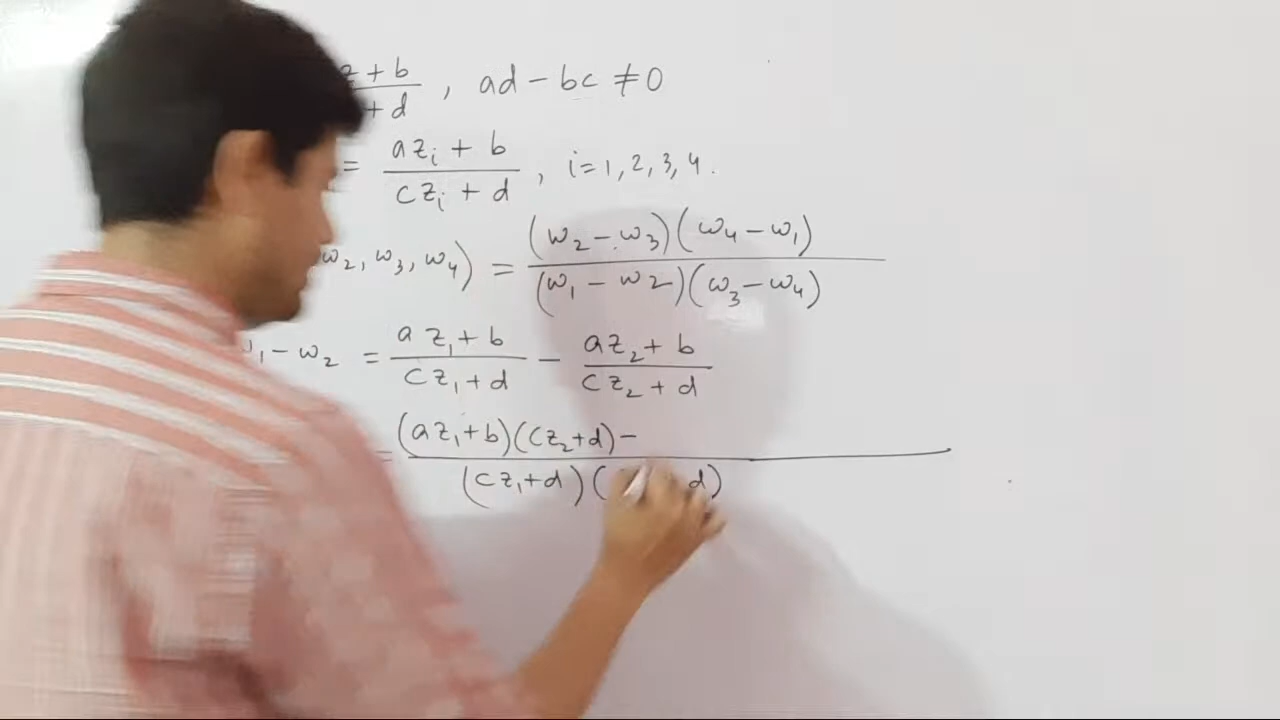 z + b / + d , ad - bc ≠ 0
= az_i + b / cz_i + d , i = 1, 2, 3, 4.
w_2, w_3, w_4) = (w_2 - w_3)(w_4 - w_1) / (w_1 - w_2)(w_3 - w_4)
w_1 - w_2 = az_1 + b / cz_1 + d - az_2 + b / cz_2 + d
= (az_1 + b)(cz_2 + d) - / (cz_1 + d)( d)